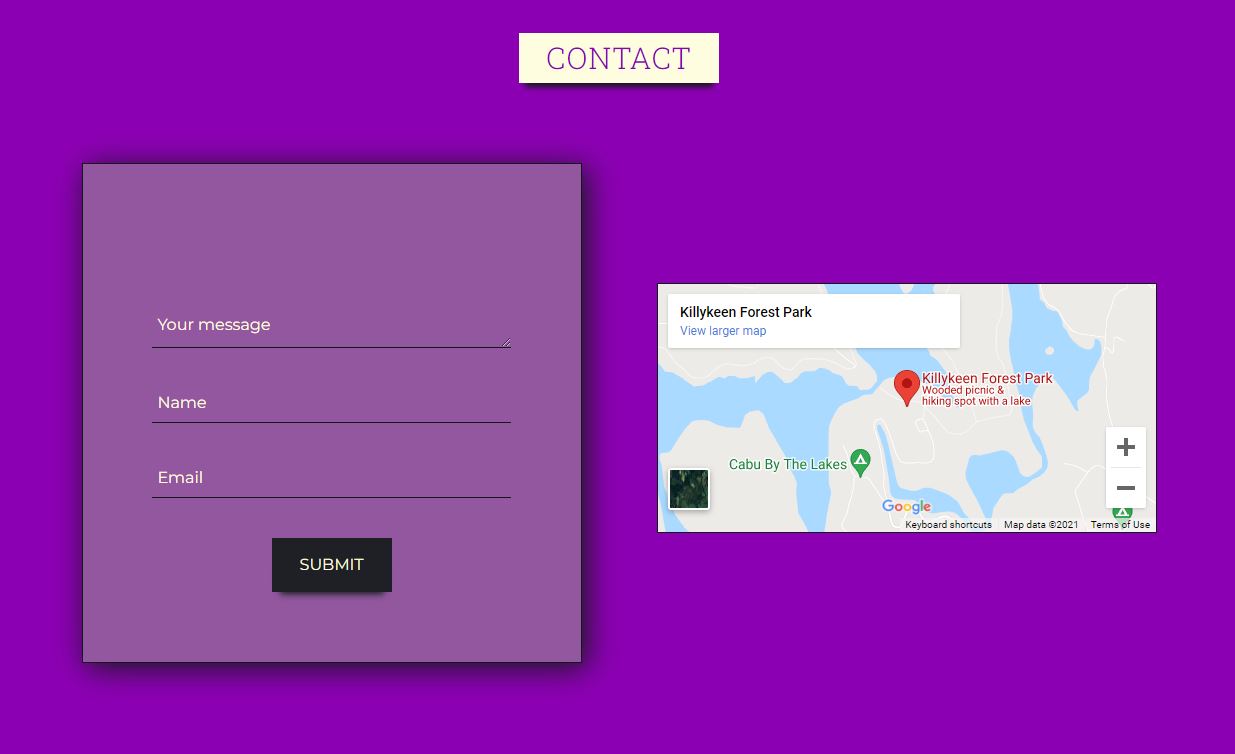 CONTACT
Your message
Name
Email
SUBMIT
Killykeen Forest Park
View larger map
Killykeen Forest Park
Wooded picnic &
hiking spot with a lake
Cabu By The Lakes
Google
Keyboard shortcuts Map data ©2021 Terms of Use